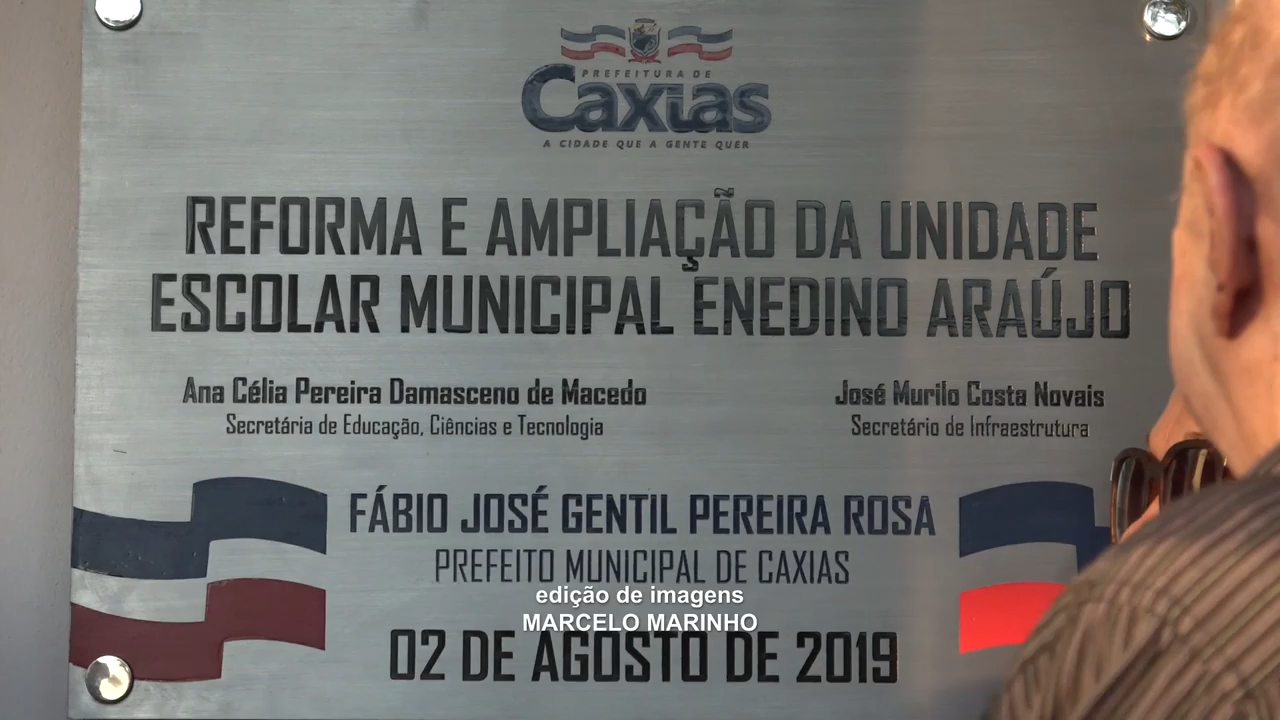 PREFEITURA DE
Caxias
A CIDADE QUE A GENTE QUER
REFORMA E AMPLIAÇÃO DA UNIDADE
ESCOLAR MUNICIPAL ENEDINO ARAÚJO
Ana Célia Pereira Damasceno de Macedo
Secretária de Educação, Ciências e Tecnologia
José Murilo Costa Novais
Secretário de Infraestrutura
FÁBIO JOSÉ GENTIL PEREIRA ROSA
PREFEITO MUNICIPAL DE CAXIAS
edição de imagens
MARCELO MARINHO
02 DE AGOSTO DE 2019